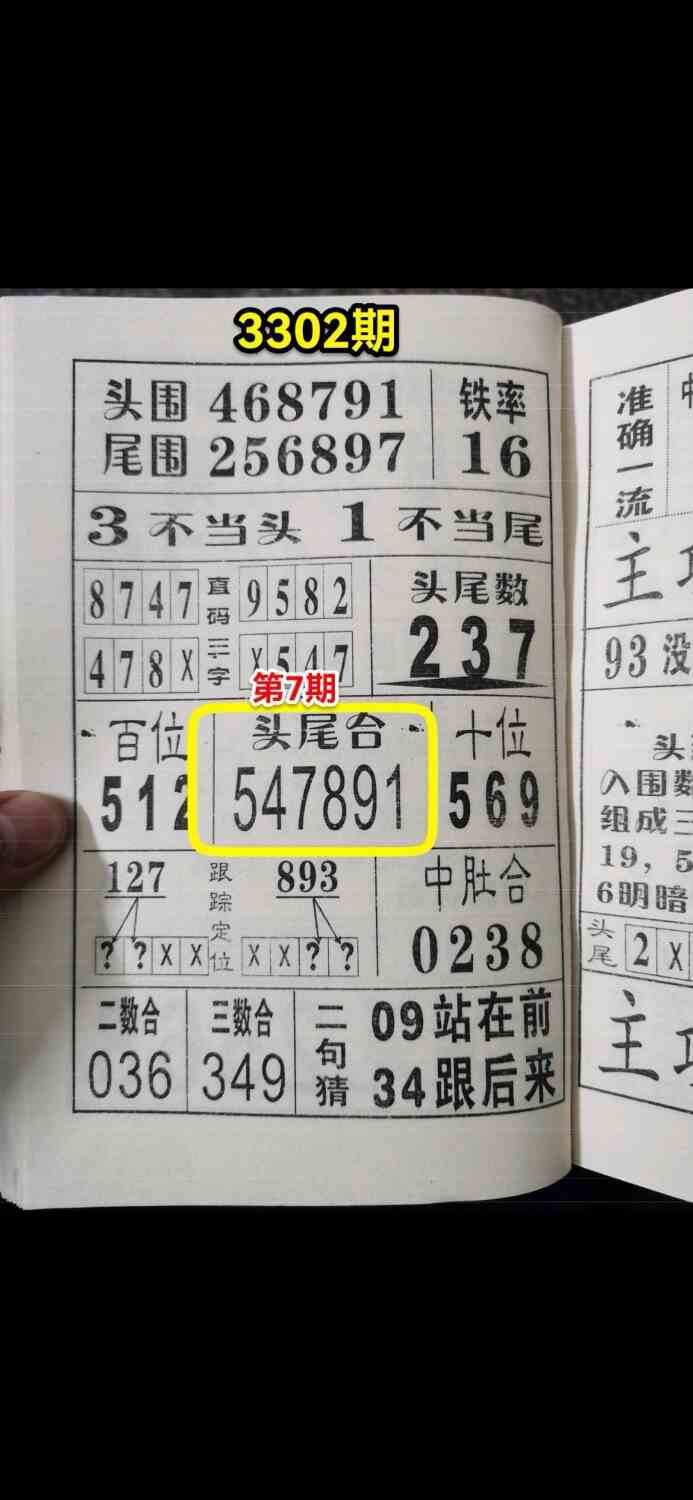 3302期
头围 468791
尾围 256897
铁率
16
3 不当头 1 不当尾
8747 直码 9582
478X 三字 X547
头尾数
237
第7期
百位
512
头尾合
547891
十位
569
127 跟踪定位 893
??XX XX??
中肚合
0238
二数合
036
三数合
349
二句猜
09站在前
34跟后来
准确一流
主
93没
头
入围数
组成三
19,5
6明暗
头尾 2X
主